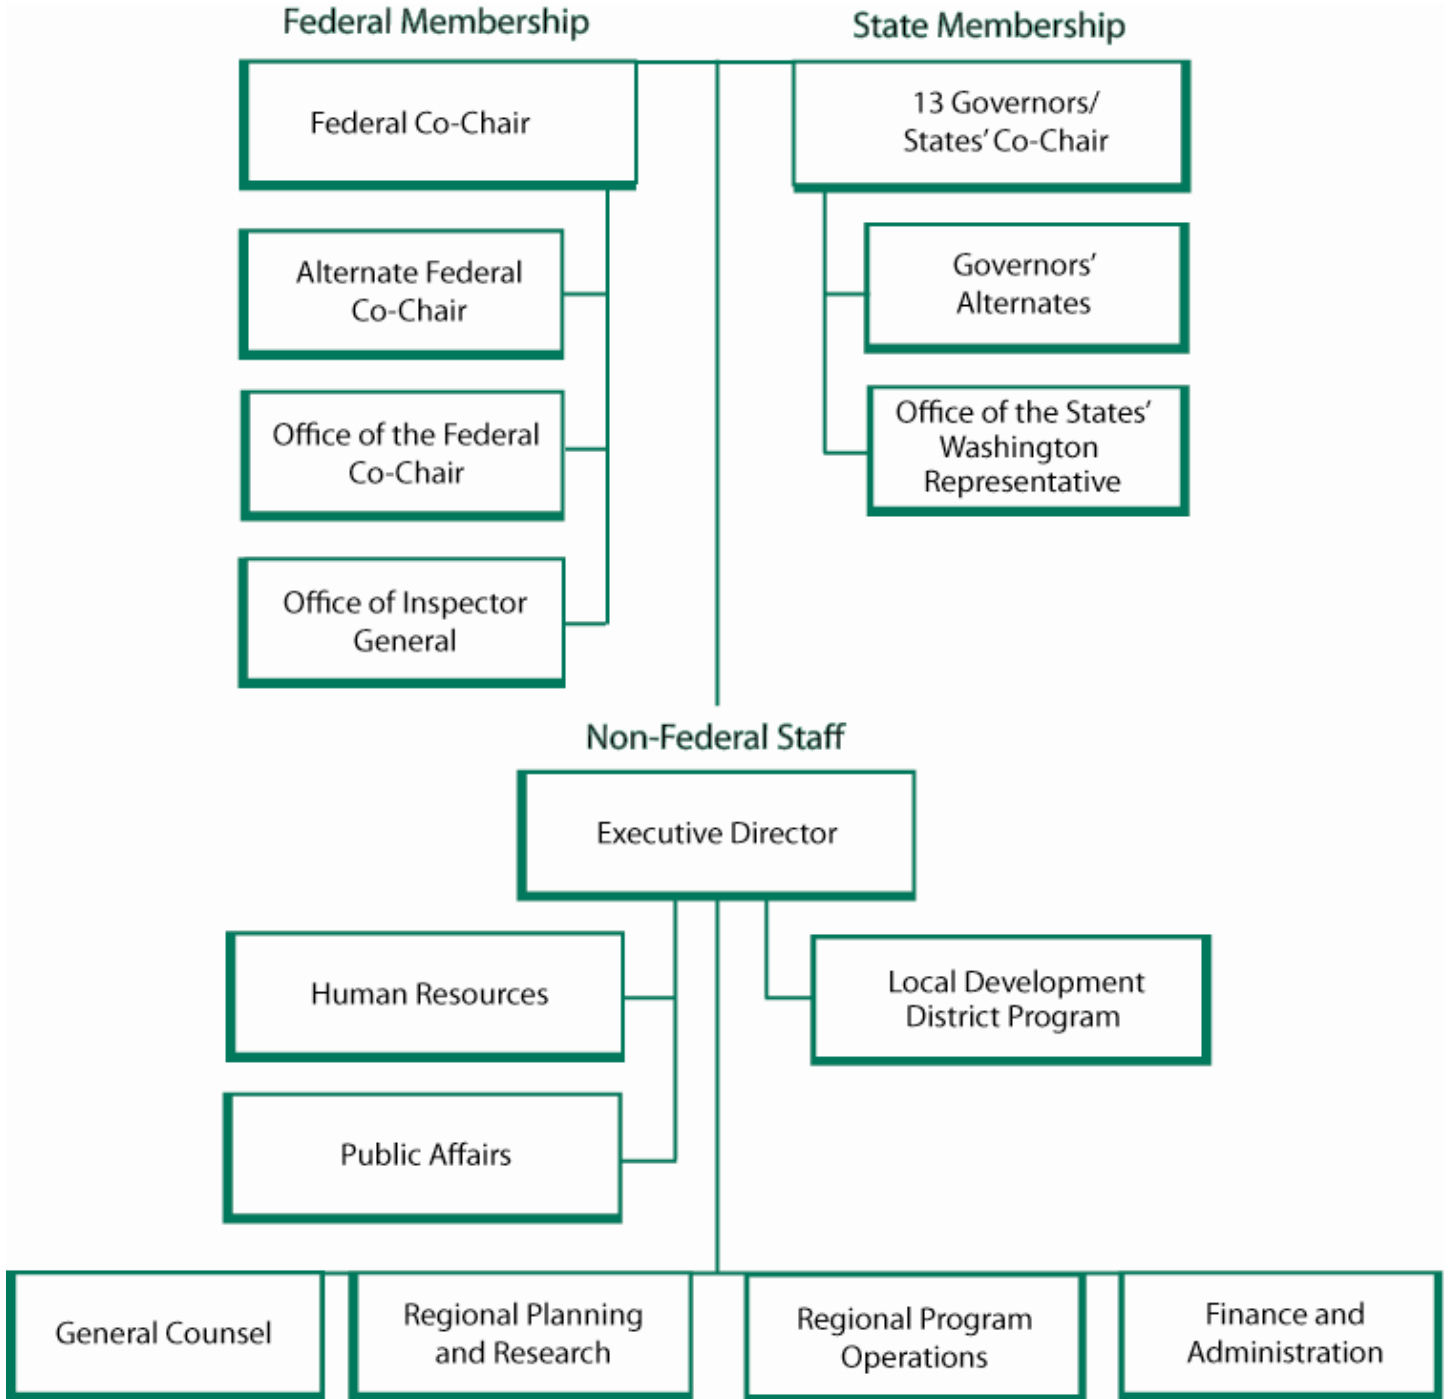 Federal Membership
State Membership
Federal Co-Chair
13 Governors/
States’ Co-Chair
Alternate Federal
Co-Chair
Governors’
Alternates
Office of the Federal
Co-Chair
Office of the States’
Washington
Representative
Office of Inspector
General
Non-Federal Staff
Executive Director
Human Resources
Local Development
District Program
Public Affairs
General Counsel
Regional Planning
and Research
Regional Program
Operations
Finance and
Administration